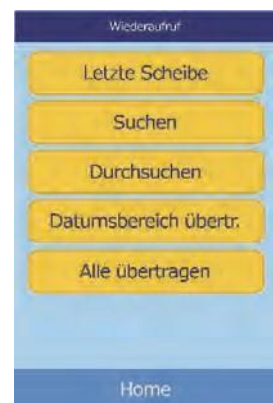 Wiederaufruf
Letzte Scheibe
Suchen
Durchsuchen
Datumsbereich übertr.
Alle übertragen
Home